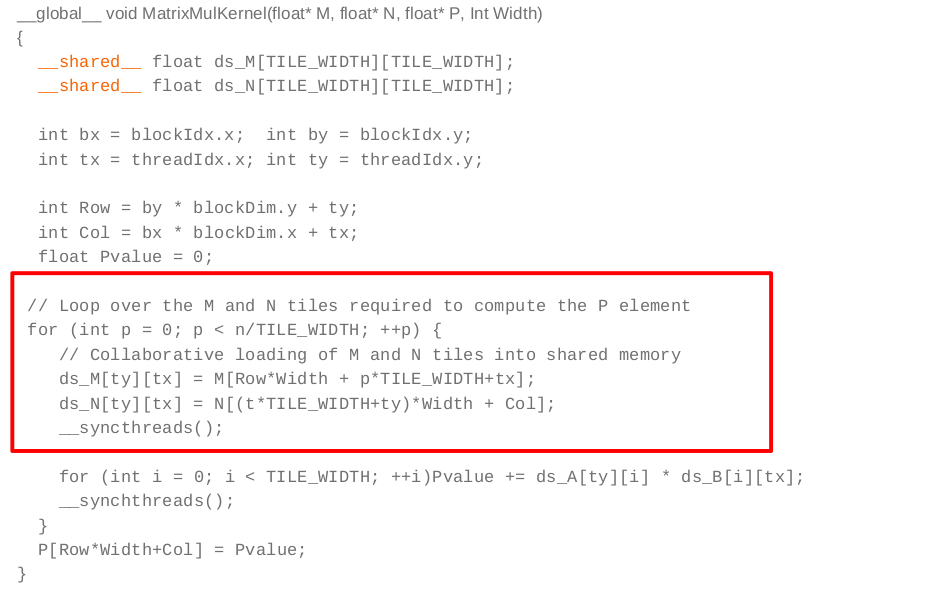 __global__ void MatrixMulKernel(float* M, float* N, float* P, Int Width)
{
__shared__ float ds_M[TILE_WIDTH][TILE_WIDTH];
__shared__ float ds_N[TILE_WIDTH][TILE_WIDTH];
int bx = blockIdx.x;  int by = blockIdx.y;
int tx = threadIdx.x; int ty = threadIdx.y;
int Row = by * blockDim.y + ty;
int Col = bx * blockDim.x + tx;
float Pvalue = 0;
// Loop over the M and N tiles required to compute the P element
for (int p = 0; p < n/TILE_WIDTH; ++p) {
// Collaborative loading of M and N tiles into shared memory
ds_M[ty][tx] = M[Row*Width + p*TILE_WIDTH+tx];
ds_N[ty][tx] = N[(t*TILE_WIDTH+ty)*Width + Col];
__syncthreads();
for (int i = 0; i < TILE_WIDTH; ++i)Pvalue += ds_A[ty][i] * ds_B[i][tx];
__synchthreads();
}
P[Row*Width+Col] = Pvalue;
}